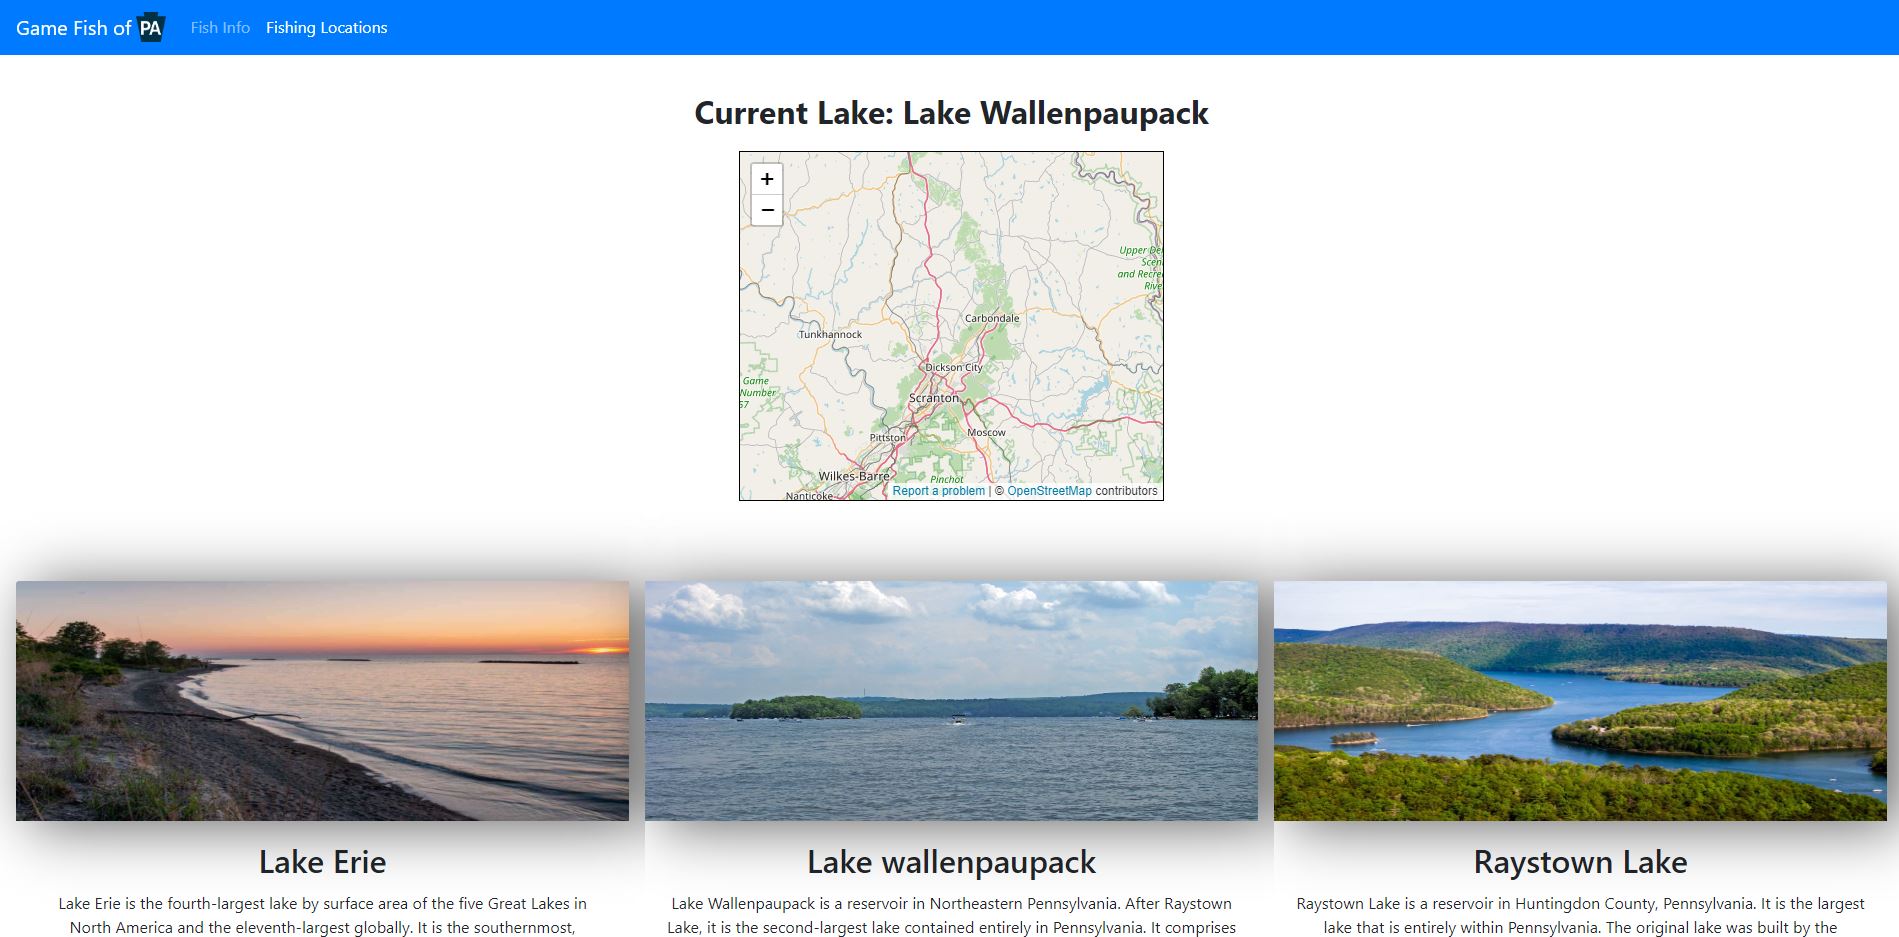 Game Fish of PA
Fish Info
Fishing Locations
Current Lake: Lake Wallenpaupack
+
−
Upper De
Scen
and Recre
Rive
Carbondale
Tunkhannock
Dickson City
Game
Number
57
Scranton
Moscow
Pittston
Wilkes-Barre
Pinchot
Nanticoke
Report a problem | © OpenStreetMap contributors
Lake Erie
Lake Erie is the fourth-largest lake by surface area of the five Great Lakes in
North America and the eleventh-largest globally. It is the southernmost,
Lake wallenpaupack
Lake Wallenpaupack is a reservoir in Northeastern Pennsylvania. After Raystown
Lake, it is the second-largest lake contained entirely in Pennsylvania. It comprises
Raystown Lake
Raystown Lake is a reservoir in Huntingdon County, Pennsylvania. It is the largest
lake that is entirely within Pennsylvania. The original lake was built by the